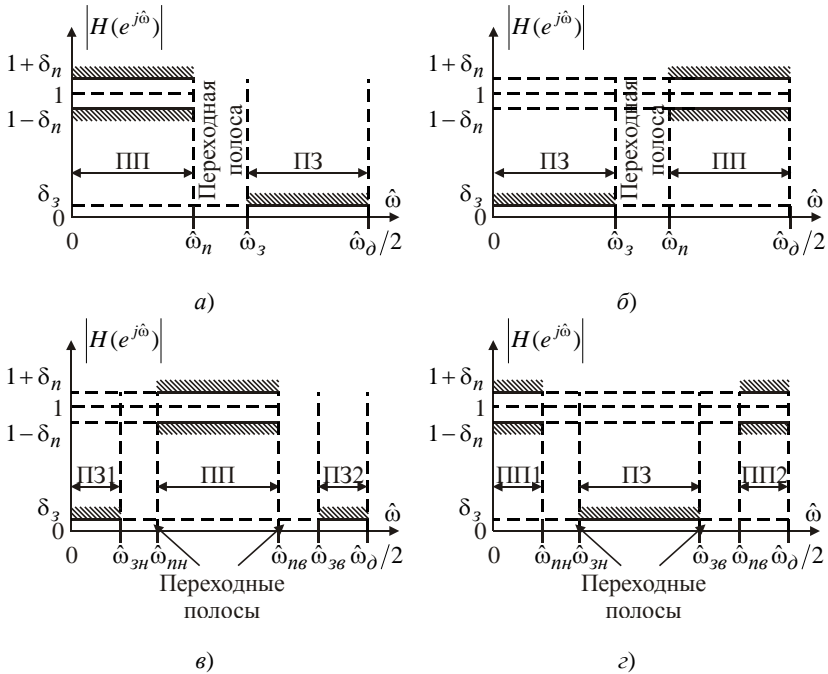 |H(e^{jω̂})|
1+δ_п
1
1−δ_п
Переходная
полоса
ПП
ПЗ
δ_з
0
ω̂
0
ω̂_п
ω̂_з
ω̂_д/2
а)
|H(e^{jω̂})|
1+δ_п
1
1−δ_п
Переходная
полоса
ПЗ
ПП
δ_з
0
ω̂
0
ω̂_з
ω̂_п
ω̂_д/2
б)
|H(e^{jω̂})|
1+δ_п
1
1−δ_п
ПЗ1
ПП
ПЗ2
δ_з
0
ω̂
0
ω̂_зн
ω̂_пн
ω̂_пв
ω̂_зв
ω̂_д/2
Переходные
полосы
в)
|H(e^{jω̂})|
1+δ_п
1
1−δ_п
ПП1
ПЗ
ПП2
δ_з
0
ω̂
0
ω̂_пн
ω̂_зн
ω̂_зв
ω̂_пв
ω̂_д/2
Переходные
полосы
г)